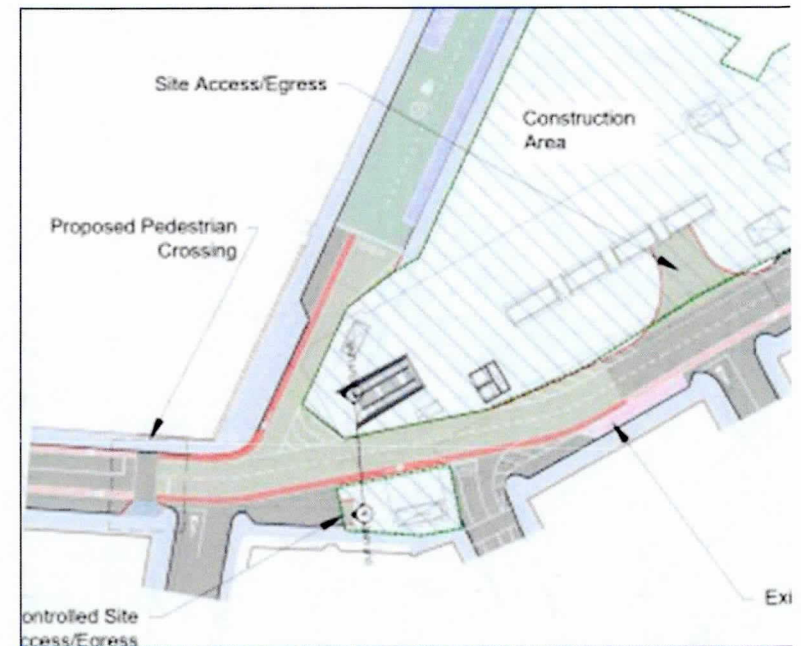 Site Access/Egress
Construction
Area
Proposed Pedestrian
Crossing
Exi
ontrolled Site
ccess/Egress